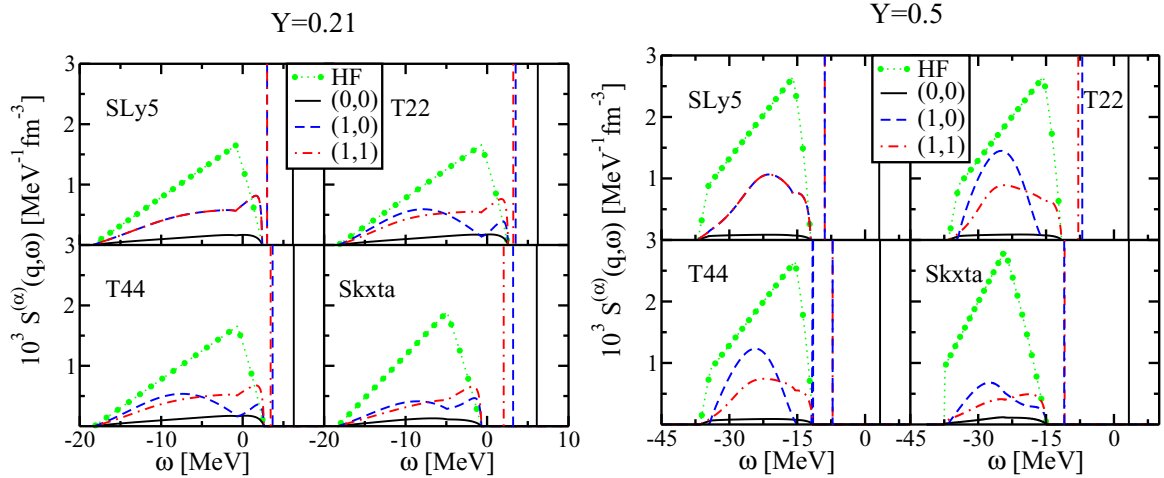 Y=0.21
Y=0.5
10³ S⁽ᵅ⁾(q,ω) [MeV⁻¹fm⁻³]
3
2
1
3
2
1
SLy5
HF
(0,0)
(1,0)
(1,1)
T22
T44
Skxta
-20 -10 0 -20 -10 0 10
ω [MeV] ω [MeV]
10³ S⁽ᵅ⁾(q,ω) [MeV⁻¹fm⁻³]
3
2
1
3
2
1
SLy5
HF
(0,0)
(1,0)
(1,1)
T22
T44
Skxta
-45 -30 -15 0 -45 -30 -15 0
ω [MeV] ω [MeV]